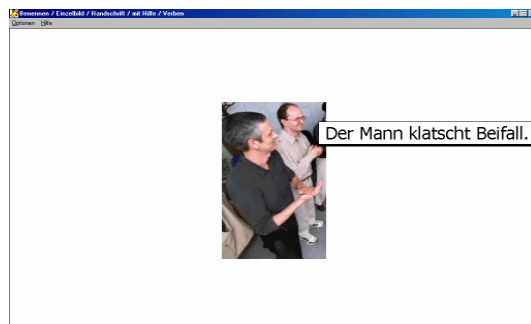 Benennen / Einzelbild / Handschrift / mit Hilfe / Verben
Optionen Hilfe
Der Mann klatscht Beifall.